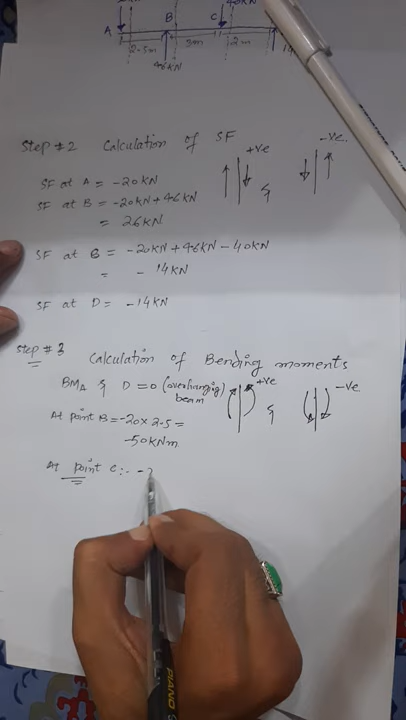 A B C
2.5m 3m 2m
46KN
Step #2 Calculation of SF
+ve -ve.
SF at A = -20KN
SF at B = -20KN+46KN
= 26KN
SF at B = -20KN+46KN-40KN
= -14KN
SF at D = -14KN
Step #3
Calculation of Bending moments
BMA & D=0 (overhanging beam) +ve & -ve
At point B = -20x2.5=
-50KNm
At point C:- -2
PIANO